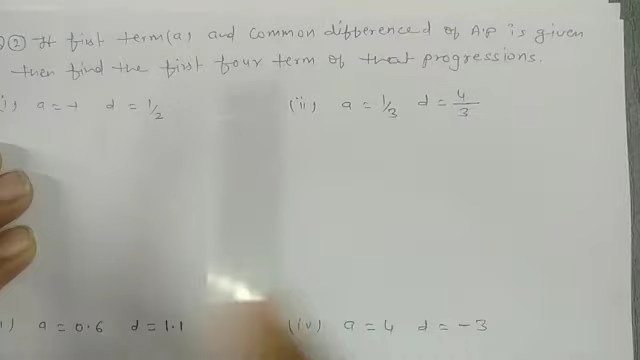 Q② If first term(a) and common difference d of A.P is given
then find the first four term of that progressions.
i) a = -1 d = 1/2
(ii) a = 1/3 d = 4/3
) a = 0.6 d = 1.1
(iv) a = 4 d = -3